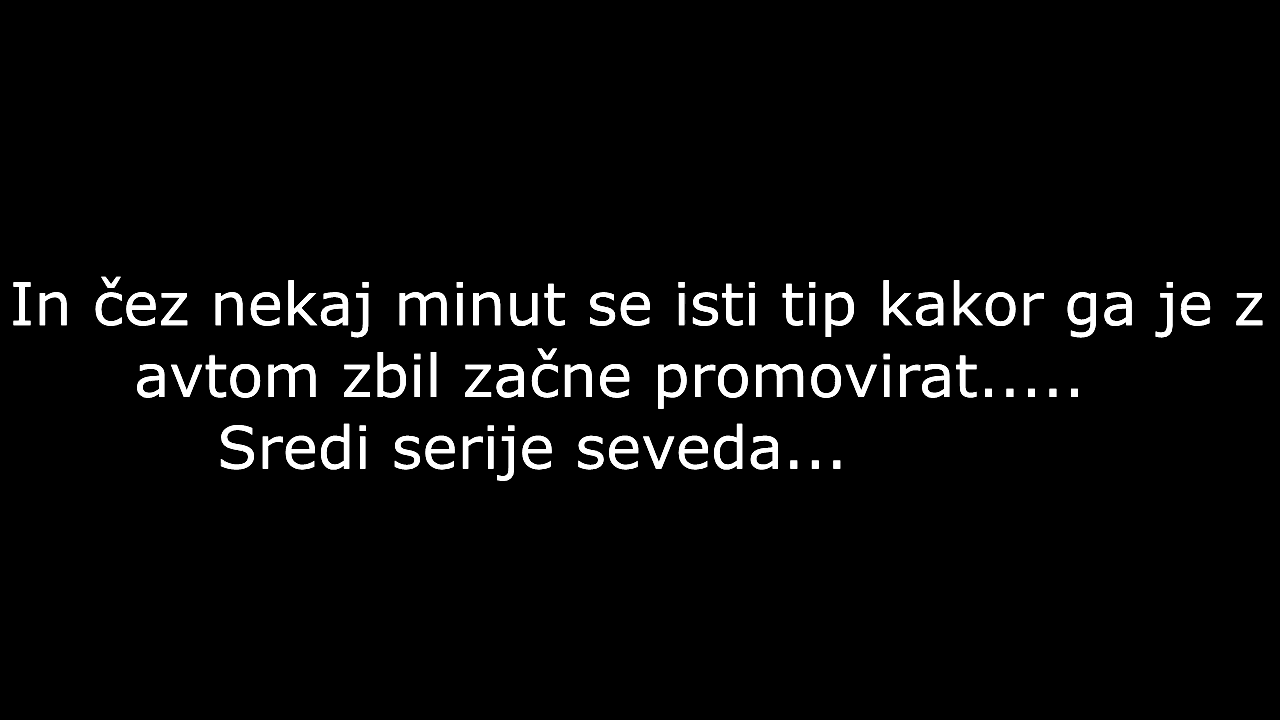 In čez nekaj minut se isti tip kakor ga je z
avtom zbil začne promovirat.....
Sredi serije seveda...